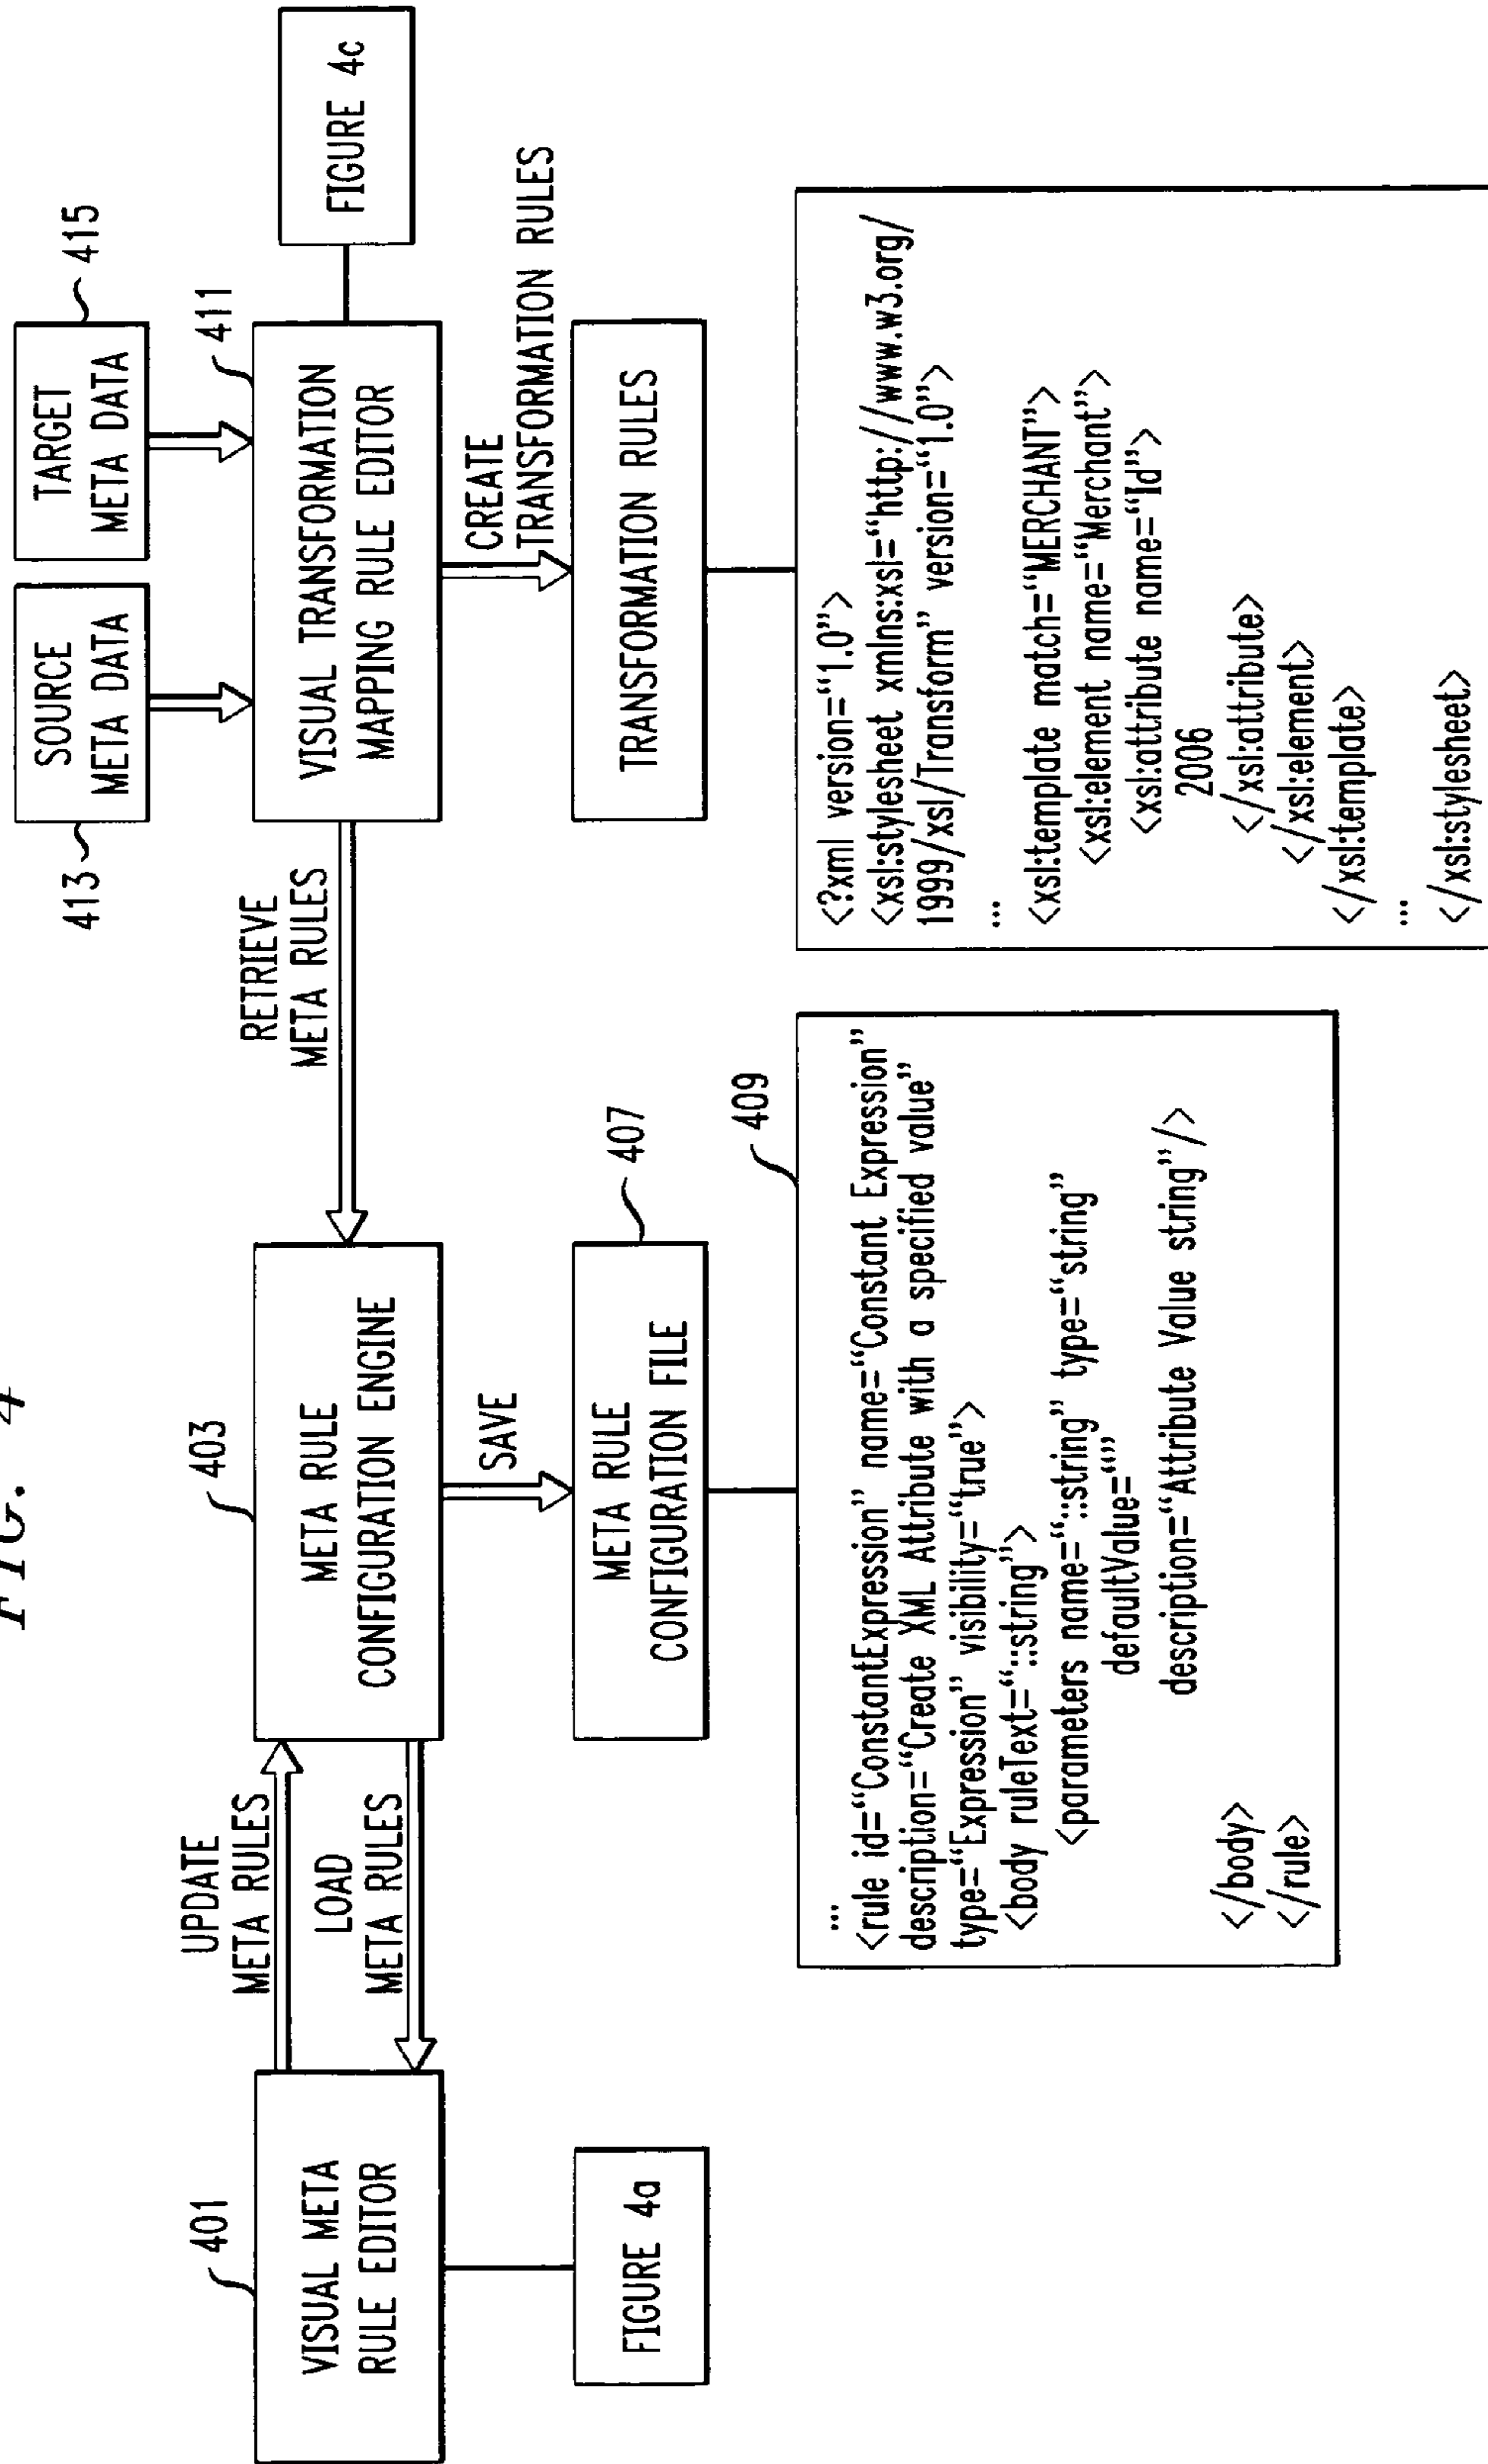 FIG. 4
401
VISUAL META
RULE EDITOR
FIGURE 4a
UPDATE
META RULES
LOAD
META RULES
403
META RULE
CONFIGURATION ENGINE
SAVE
407
META RULE
CONFIGURATION FILE
409
...
<rule id=“ConstantExpression” name=“Constant Expression”
description=“Create XML Attribute with a specified value”
type=“Expression” visibility=“true”>
<body ruleText=“::string”>
<parameters name=“::string” type=“string”
defaultValue=“”
description=“Attribute Value string”/>
</body>
</rule>
RETRIEVE
META RULES
413
SOURCE
META DATA
TARGET
META DATA
415
411
VISUAL TRANSFORMATION
MAPPING RULE EDITOR
FIGURE 4c
CREATE
TRANSFORMATION RULES
TRANSFORMATION RULES
<?xml version=“1.0”>
<xsl:stylesheet xmlns:xsl=“http://www.w3.org/
1999/xsl/Transform” version=“1.0”>
...
<xsl:template match=“MERCHANT”>
<xsl:element name=“Merchant”>
<xsl:attribute name=“Id”>
2006
</xsl:attribute>
</xsl:element>
</xsl:template>
...
</xsl:stylesheet>